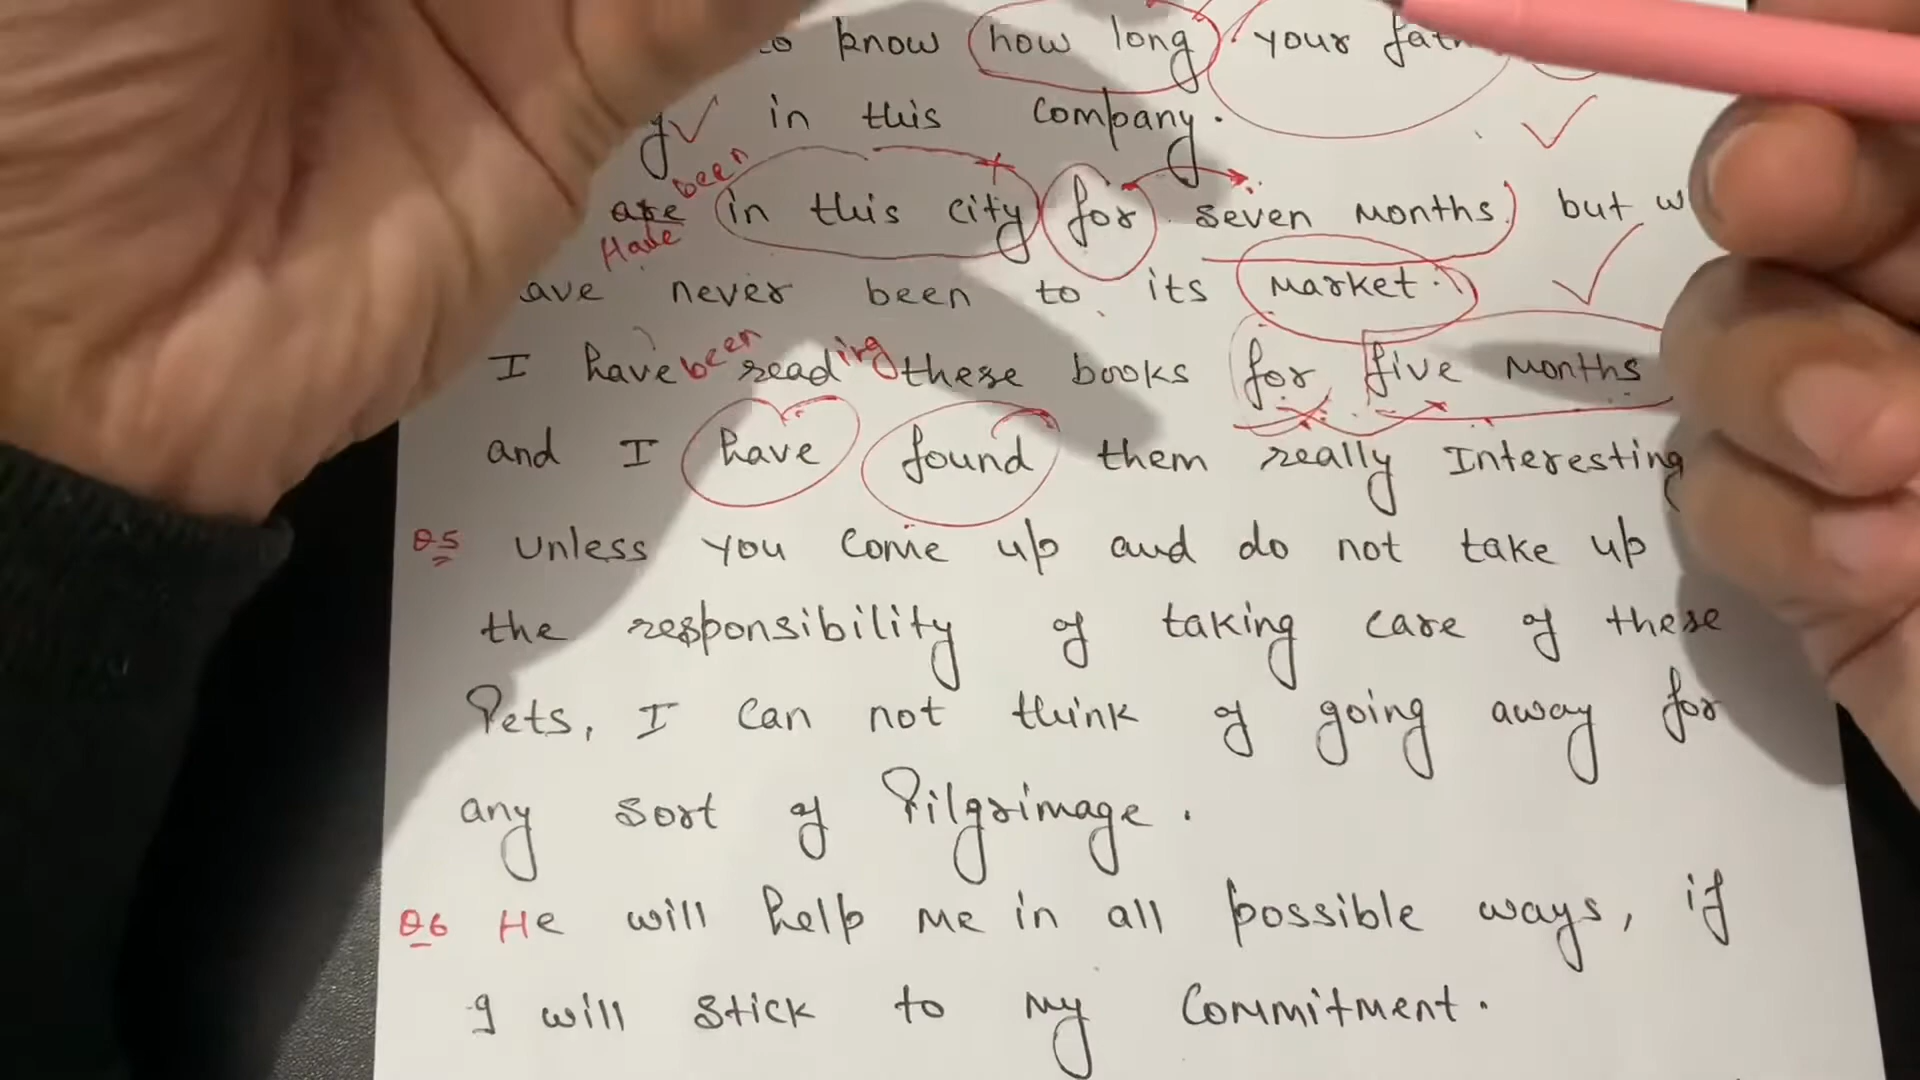 to know how long your fath
in this company.
been
are in this city for seven months but w
Have
ave never been to its market.
I have been reading these books for five months
and I have found them really Interesting
Q5 unless you come up and do not take up
the responsibility of taking care of these
Pets, I can not think of going away for
any sort of Pilgrimage.
Q6 He will help me in all possible ways, if
I will stick to my commitment.